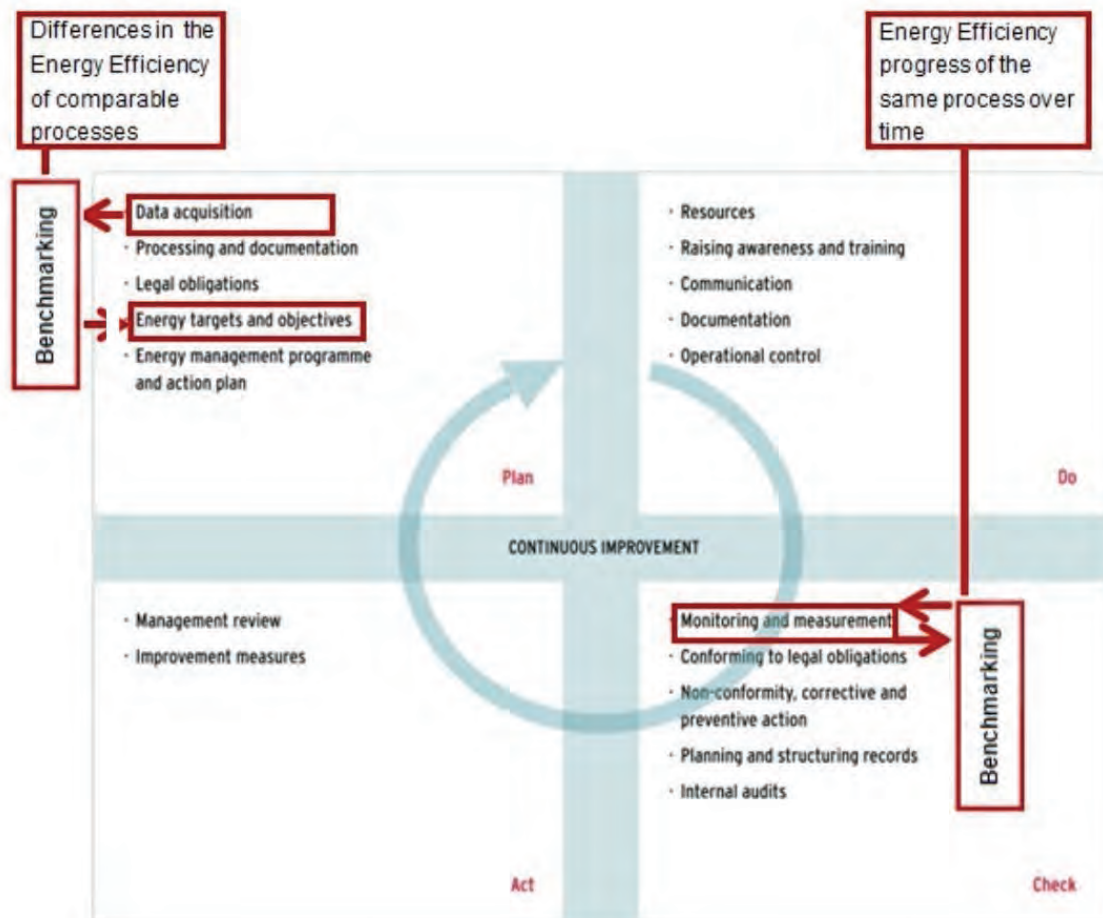 Differences in the
Energy Efficiency
of comparable
processes
Energy Efficiency
progress of the
same process over
time
Benchmarking
· Data acquisition
· Processing and documentation
· Legal obligations
Energy targets and objectives
· Energy management programme
and action plan
Plan
· Resources
· Raising awareness and training
· Communication
· Documentation
· Operational control
Do
CONTINUOUS IMPROVEMENT
· Management review
· Improvement measures
Act
Monitoring and measurement
· Conforming to legal obligations
· Non-conformity, corrective and
preventive action
· Planning and structuring records
· Internal audits
Check
Benchmarking